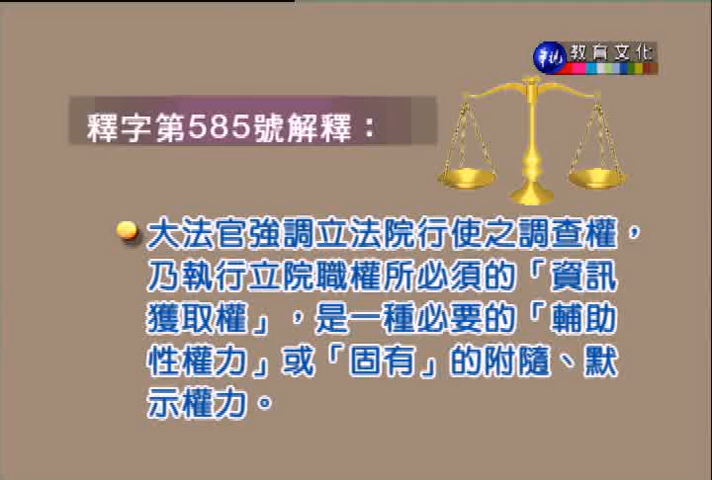 華視 教育文化
釋字第585號解釋：
大法官強調立法院行使之調查權，
乃執行立院職權所必須的「資訊
獲取權」，是一種必要的「輔助
性權力」或「固有」的附隨、默
示權力。